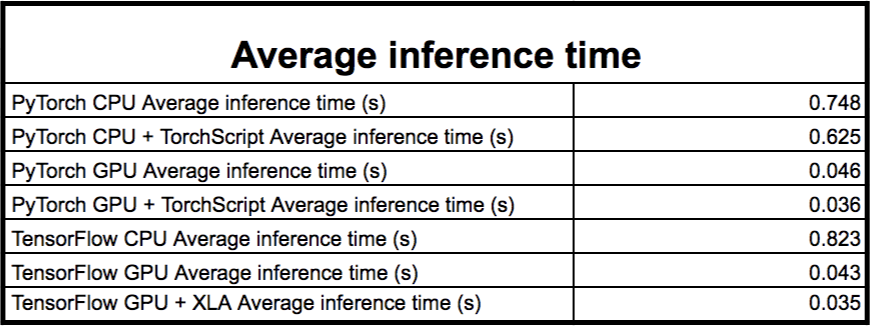 Average inference time
PyTorch CPU Average inference time (s) 0.748
PyTorch CPU + TorchScript Average inference time (s) 0.625
PyTorch GPU Average inference time (s) 0.046
PyTorch GPU + TorchScript Average inference time (s) 0.036
TensorFlow CPU Average inference time (s) 0.823
TensorFlow GPU Average inference time (s) 0.043
TensorFlow GPU + XLA Average inference time (s) 0.035